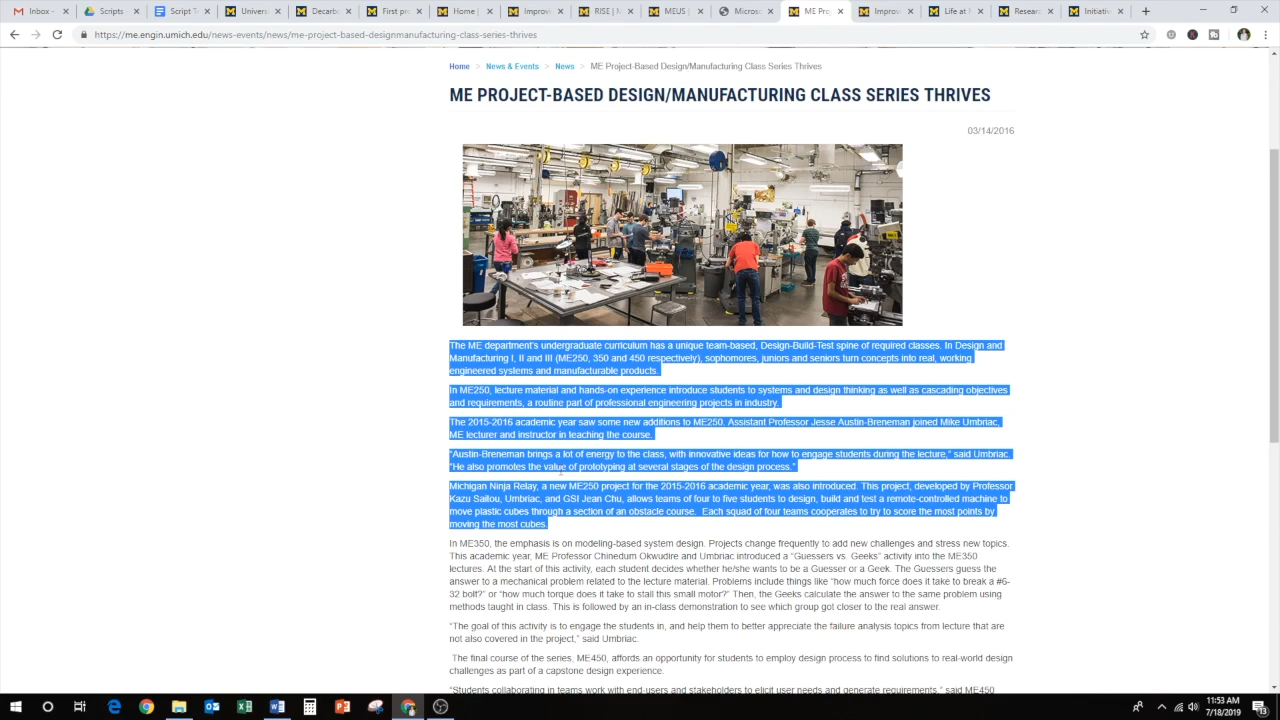 Inbox -
Script T
Univers
Decarb
First pro
Home |
Improv
RISE | M
MEUS |
Microsc
ME Proj
Improv
Life at M
Researc
Initiativ
https://me.engin.umich.edu/news-events/news/me-project-based-designmanufacturing-class-series-thrives
Home > News & Events > News > ME Project-Based Design/Manufacturing Class Series Thrives
ME PROJECT-BASED DESIGN/MANUFACTURING CLASS SERIES THRIVES
03/14/2016
The ME department's undergraduate curriculum has a unique team-based, Design-Build-Test spine of required classes. In Design and
Manufacturing I, II and III (ME250, 350 and 450 respectively), sophomores, juniors and seniors turn concepts into real, working
engineered systems and manufacturable products.
In ME250, lecture material and hands-on experience introduce students to systems and design thinking as well as cascading objectives
and requirements, a routine part of professional engineering projects in industry.
The 2015-2016 academic year saw some new additions to ME250. Assistant Professor Jesse Austin-Breneman joined Mike Umbriac,
ME lecturer and instructor in teaching the course.
“Austin-Breneman brings a lot of energy to the class, with innovative ideas for how to engage students during the lecture,” said Umbriac.
“He also promotes the value of prototyping at several stages of the design process.”
Michigan Ninja Relay, a new ME250 project for the 2015-2016 academic year, was also introduced. This project, developed by Professor
Kazu Saitou, Umbriac, and GSI Jean Chu, allows teams of four to five students to design, build and test a remote-controlled machine to
move plastic cubes through a section of an obstacle course.  Each squad of four teams cooperates to try to score the most points by
moving the most cubes.
In ME350, the emphasis is on modeling-based system design. Projects change frequently to add new challenges and stress new topics.
This academic year, ME Professor Chinedum Okwudire and Umbriac introduced a “Guessers vs. Geeks” activity into the ME350
lectures. At the start of this activity, each student decides whether he/she wants to be a Guesser or a Geek. The Guessers guess the
answer to a mechanical problem related to the lecture material. Problems include things like “how much force does it take to break a #6-
32 bolt?” or “how much torque does it take to stall this small motor?” Then, the Geeks calculate the answer to the same problem using
methods taught in class. This is followed by an in-class demonstration to see which group got closer to the real answer.
“The goal of this activity is to engage the students in, and help them to better appreciate the failure analysis topics from lecture that are
not also covered in the project,” said Umbriac.
The final course of the series, ME450, affords an opportunity for students to employ design process to find solutions to real-world design
challenges as part of a capstone design experience.
“Students collaborating in teams work with end-users and stakeholders to elicit user needs and generate requirements,” said ME450
11:53 AM
7/18/2019